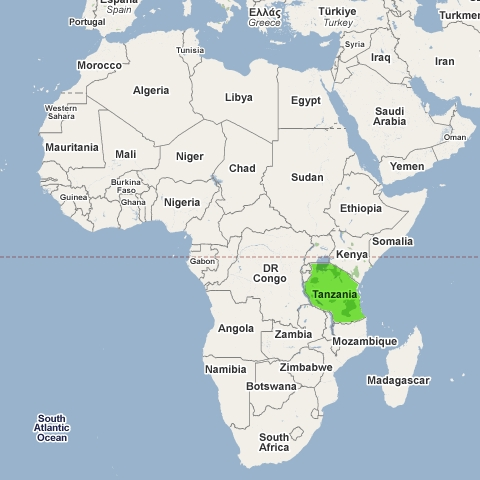 España
Spain
Portugal
Ελλάς
Greece
Türkiye
Turkey
Turkmen
Tunisia
Syria
Iraq
Iran
Morocco
Algeria
Libya
Egypt
Western
Sahara
Saudi
Arabia
Oman
Mauritania
Mali
Niger
Chad
Sudan
Yemen
Burkina
Faso
Guinea
Ghana
Nigeria
Ethiopia
Somalia
Kenya
Gabon
DR
Congo
Tanzania
Angola
Zambia
Mozambique
Namibia
Zimbabwe
Botswana
Madagascar
South
Atlantic
Ocean
South
Africa